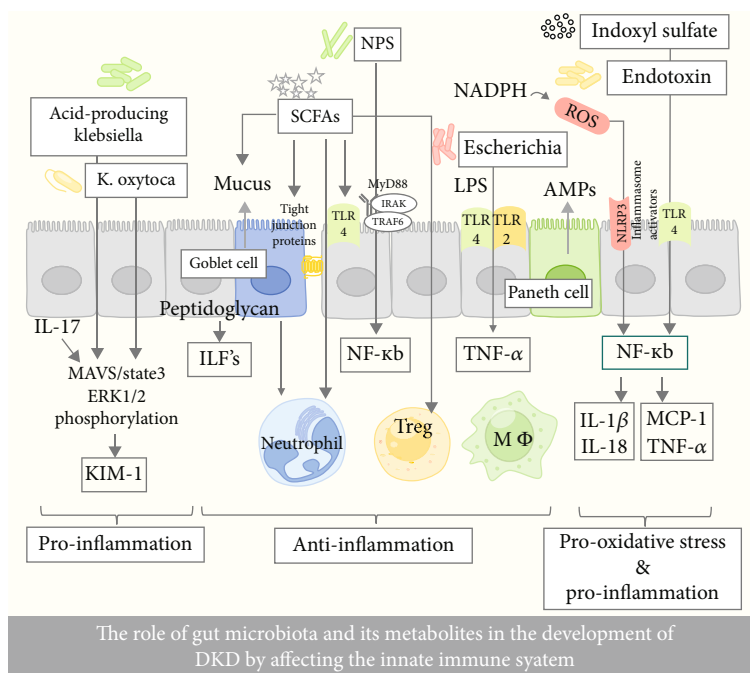 Indoxyl sulfate
NPS
Endotoxin
NADPH
ROS
Acid-producing
klebsiella
SCFAs
Escherichia
K. oxytoca
Mucus
MyD88
IRAK
TRAF6
LPS
AMPs
Tight
junction
proteins
TLR
4
TLR
4
TLR
2
NLRP3
Inflammasome
activators
TLR
4
Goblet cell
Paneth cell
Peptidoglycan
IL-17
ILF's
NF-κb
TNF-α
NF-κb
MAVS/state3
ERK1/2
phosphorylation
KIM-1
Neutrophil
Treg
M Φ
IL-1β
IL-18
MCP-1
TNF-α
Pro-inflammation
Anti-inflammation
Pro-oxidative stress
&
pro-inflammation
The role of gut microbiota and its metabolites in the development of
DKD by affecting the innate immune syatem